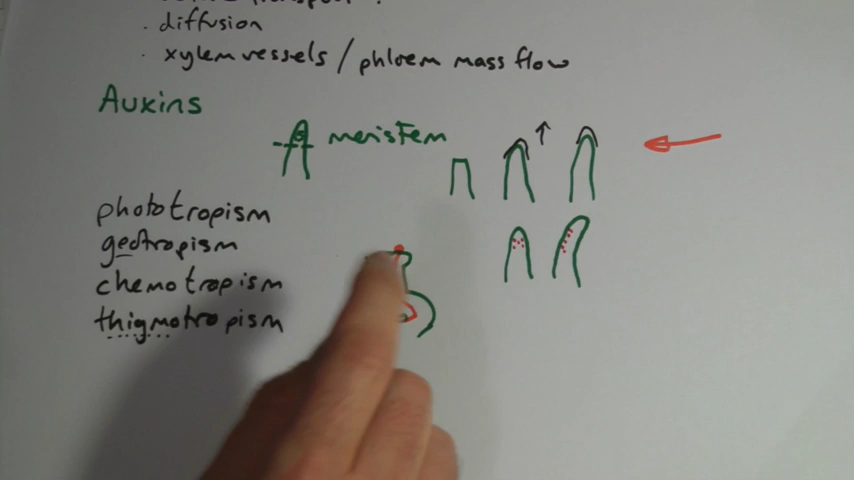 . diffusion
. xylem vessels / phloem mass flow
Auxins
meristem
phototropism
geotropism
chemotropism
thigmotropism